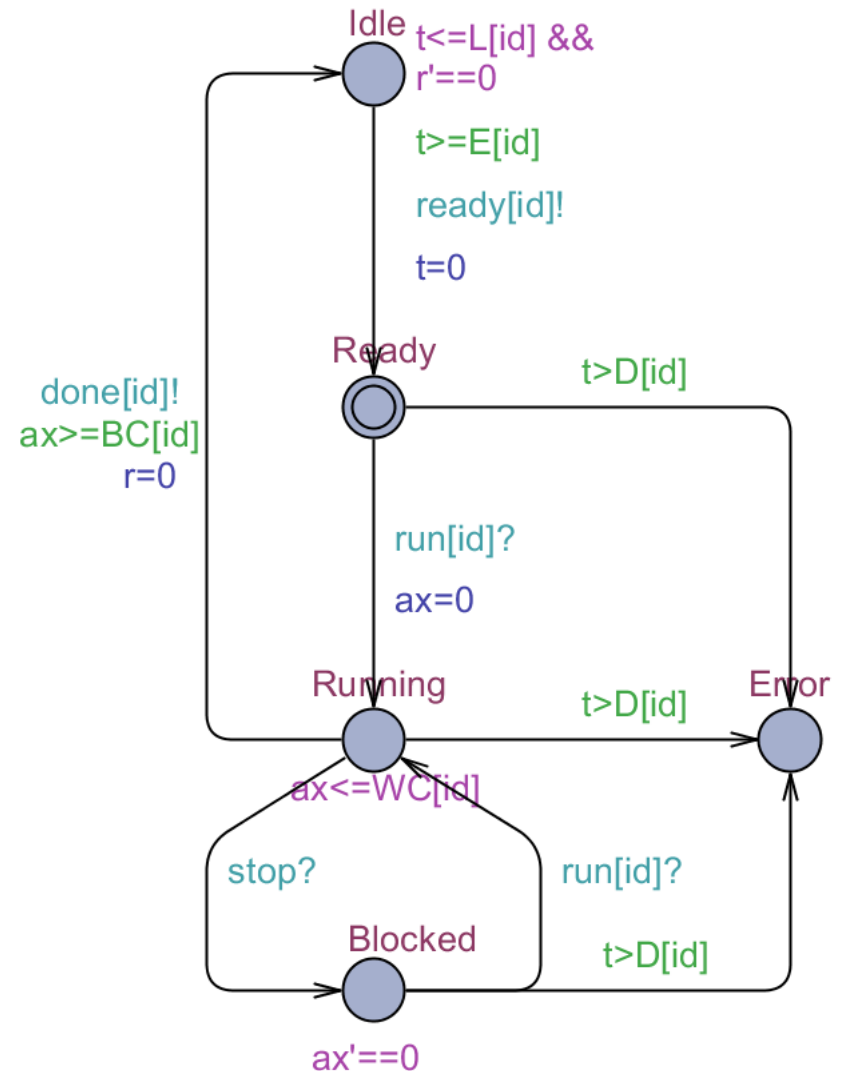 Idle
t<=L[id] &&
r'==0
t>=E[id]
ready[id]!
t=0
Ready
t>D[id]
done[id]!
ax>=BC[id]
r=0
run[id]?
ax=0
Running
t>D[id]
Error
ax<=WC[id]
stop?
run[id]?
Blocked
t>D[id]
ax'==0